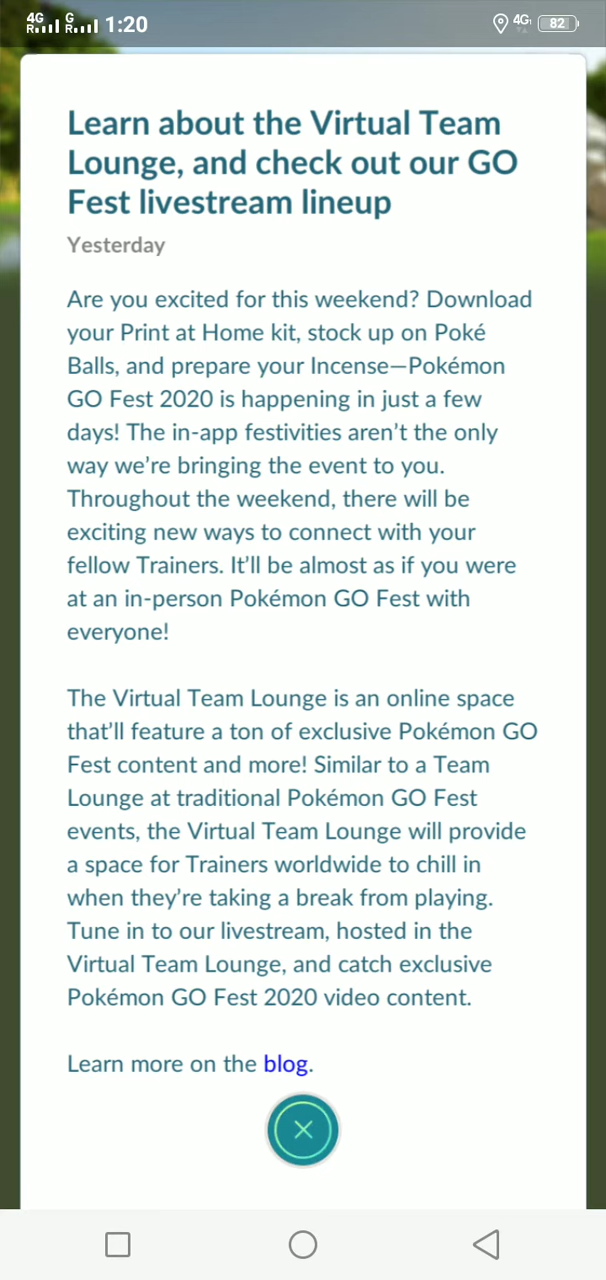 4G R G R 1:20 4G 82
Learn about the Virtual Team
Lounge, and check out our GO
Fest livestream lineup
Yesterday
Are you excited for this weekend? Download
your Print at Home kit, stock up on Poké
Balls, and prepare your Incense—Pokémon
GO Fest 2020 is happening in just a few
days! The in-app festivities aren’t the only
way we’re bringing the event to you.
Throughout the weekend, there will be
exciting new ways to connect with your
fellow Trainers. It’ll be almost as if you were
at an in-person Pokémon GO Fest with
everyone!
The Virtual Team Lounge is an online space
that’ll feature a ton of exclusive Pokémon GO
Fest content and more! Similar to a Team
Lounge at traditional Pokémon GO Fest
events, the Virtual Team Lounge will provide
a space for Trainers worldwide to chill in
when they’re taking a break from playing.
Tune in to our livestream, hosted in the
Virtual Team Lounge, and catch exclusive
Pokémon GO Fest 2020 video content.
Learn more on the blog.